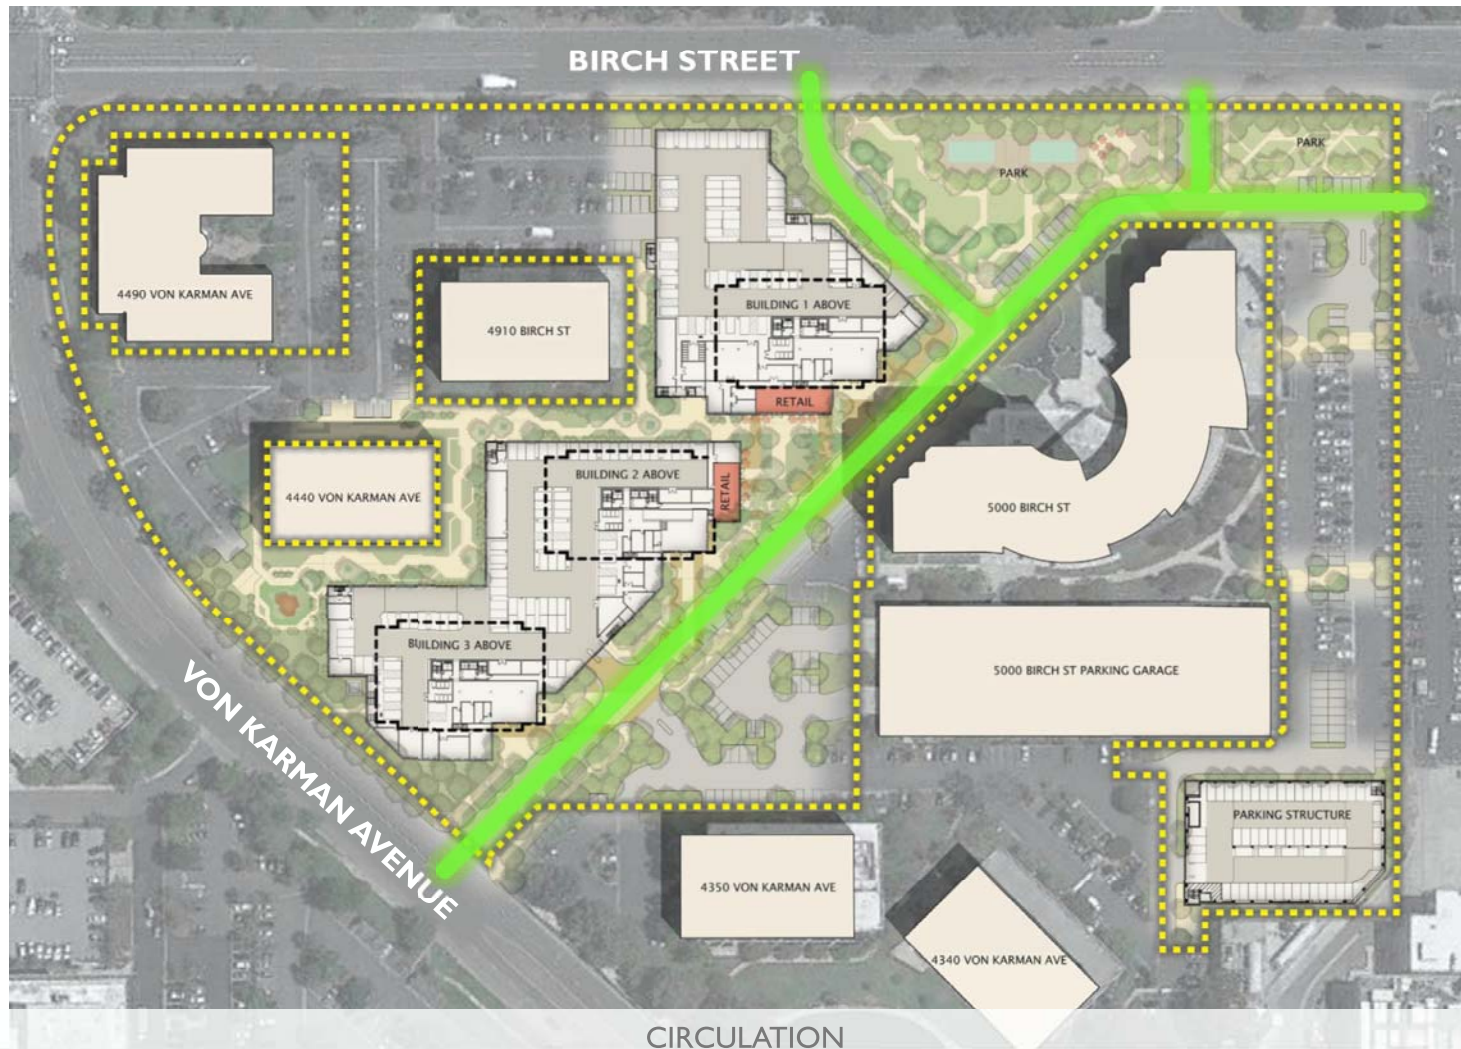 BIRCH STREET
PARK
PARK
4490 VON KARMAN AVE
BUILDING 1 ABOVE
4910 BIRCH ST
RETAIL
BUILDING 2 ABOVE
RETAIL
4440 VON KARMAN AVE
5000 BIRCH ST
BUILDING 3 ABOVE
5000 BIRCH ST PARKING GARAGE
VON KARMAN AVENUE
PARKING STRUCTURE
4350 VON KARMAN AVE
4340 VON KARMAN AVE
CIRCULATION